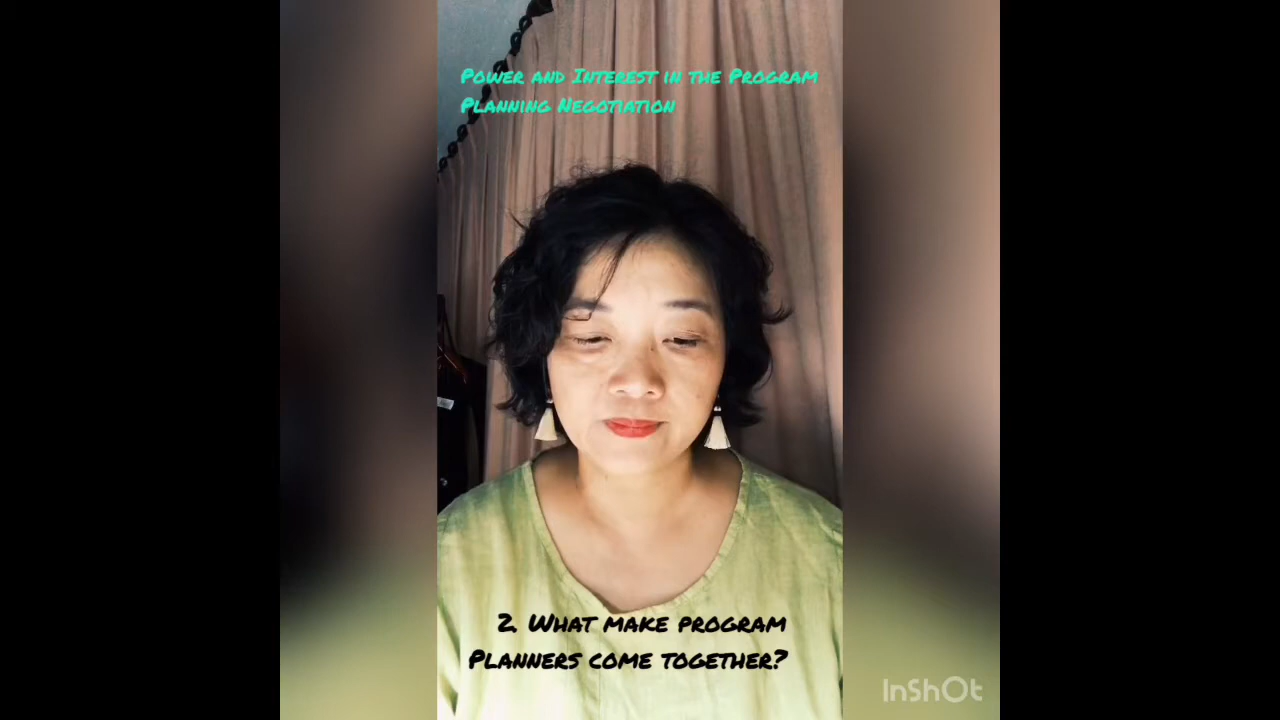 Power and Interest in the Program
Planning Negotiation
2. What make program
Planners come together?
InShOt